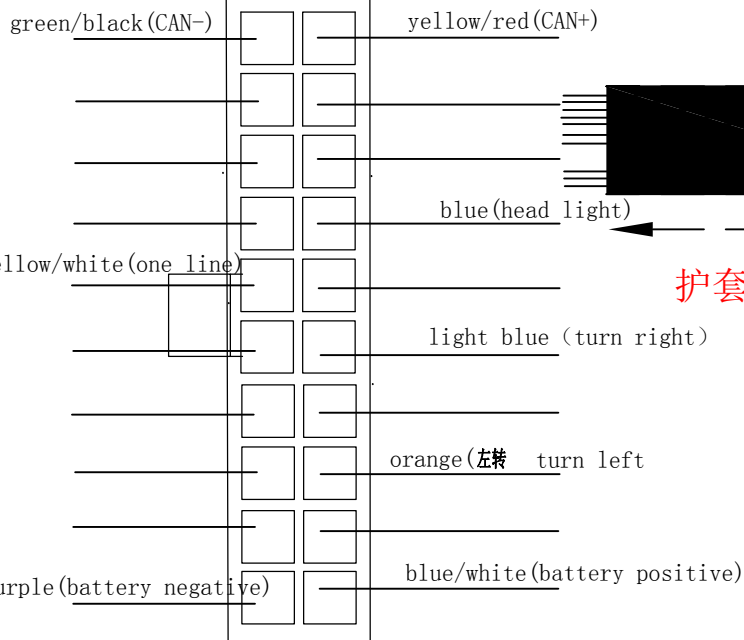 green/black(CAN-) yellow/red(CAN+)
blue(head light)
ellow/white(one line)
护套
light blue（turn right）
orange(左转 turn left
urple(battery negative) blue/white(battery positive)